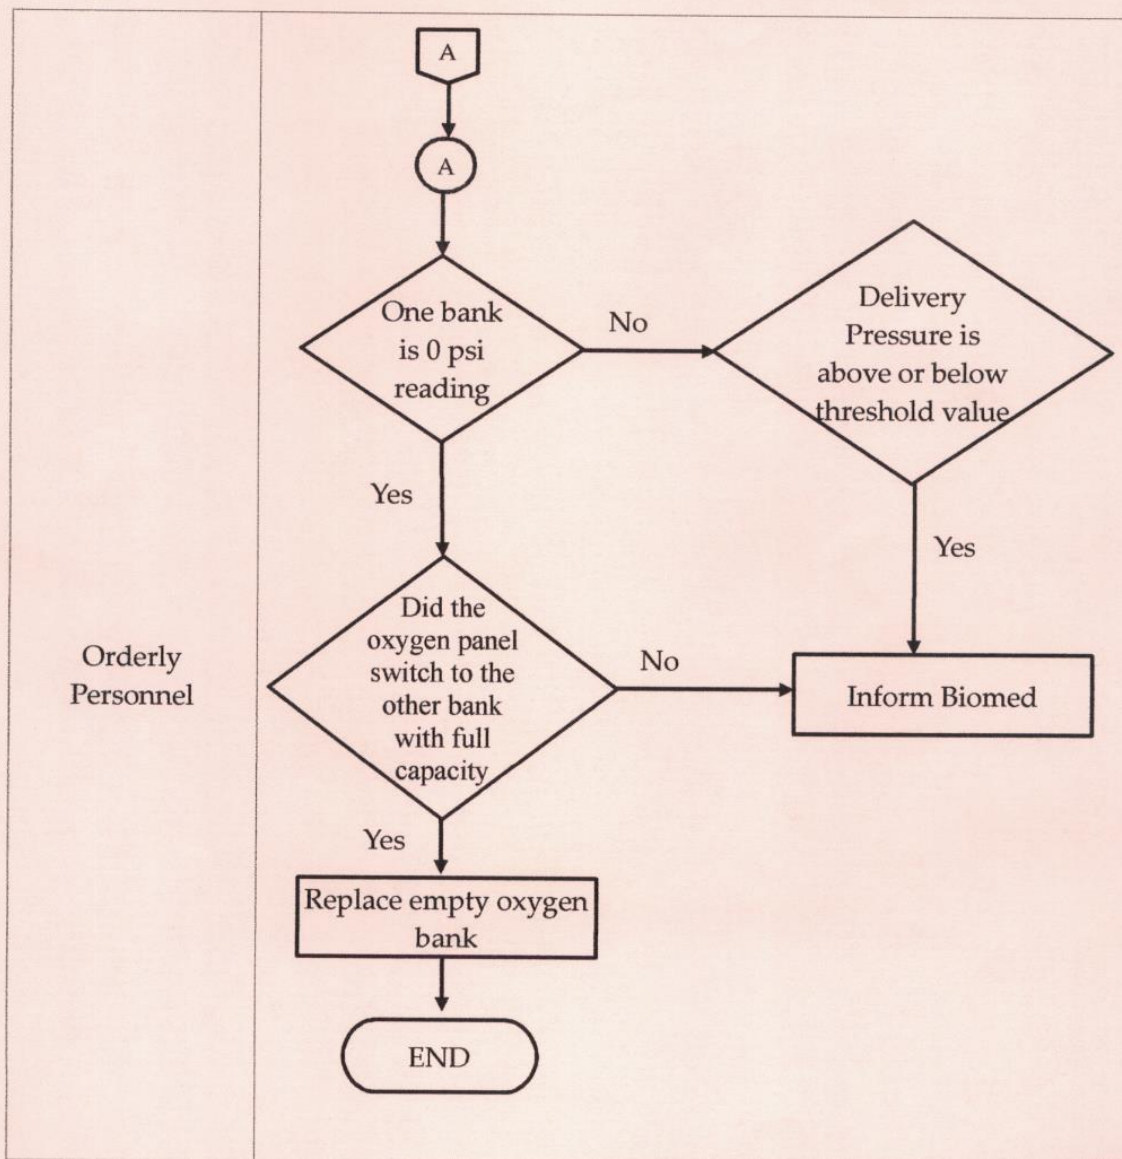 A
A
One bank
is 0 psi
reading
No
Delivery
Pressure is
above or below
threshold value
Yes
Yes
Did the
oxygen panel
switch to the
other bank
with full
capacity
No
Inform Biomed
Orderly
Personnel
Yes
Replace empty oxygen
bank
END